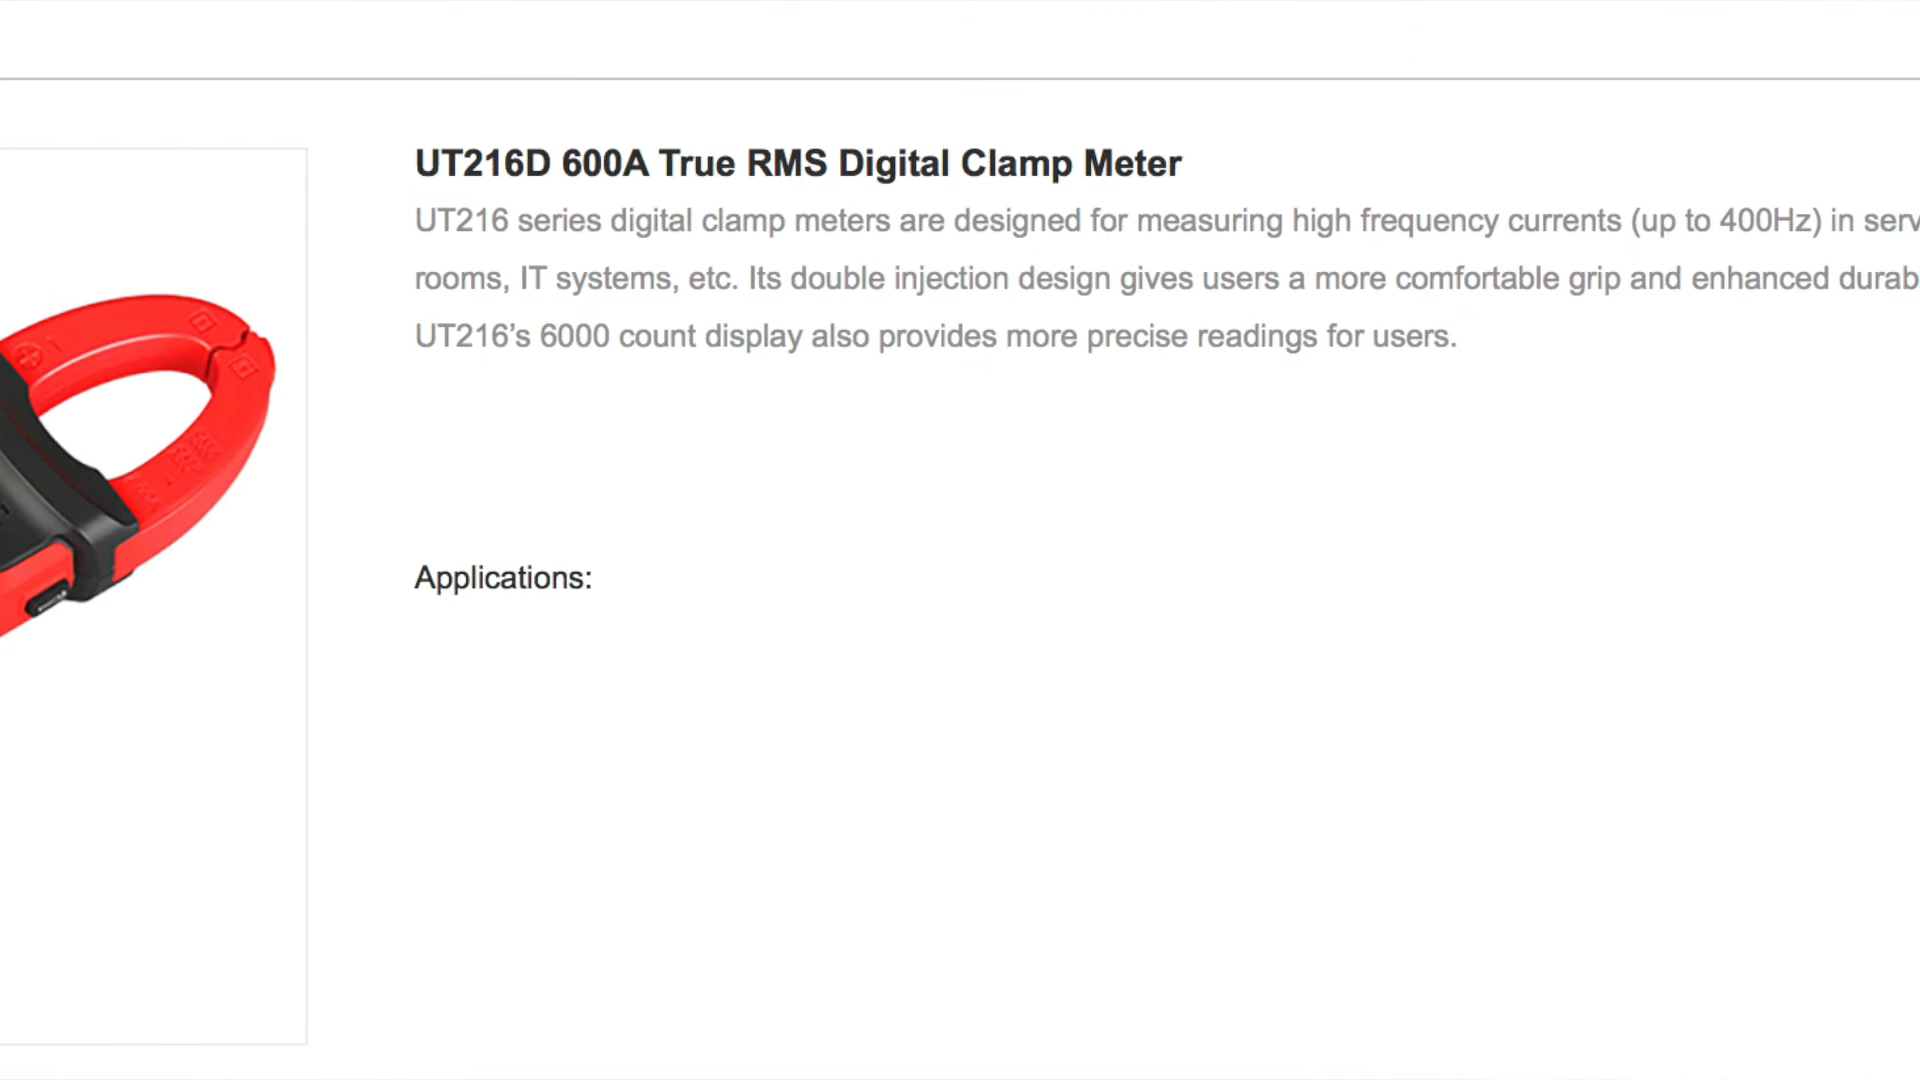 UT216D 600A True RMS Digital Clamp Meter
UT216 series digital clamp meters are designed for measuring high frequency currents (up to 400Hz) in serv
rooms, IT systems, etc. Its double injection design gives users a more comfortable grip and enhanced durab
UT216’s 6000 count display also provides more precise readings for users.
Applications: